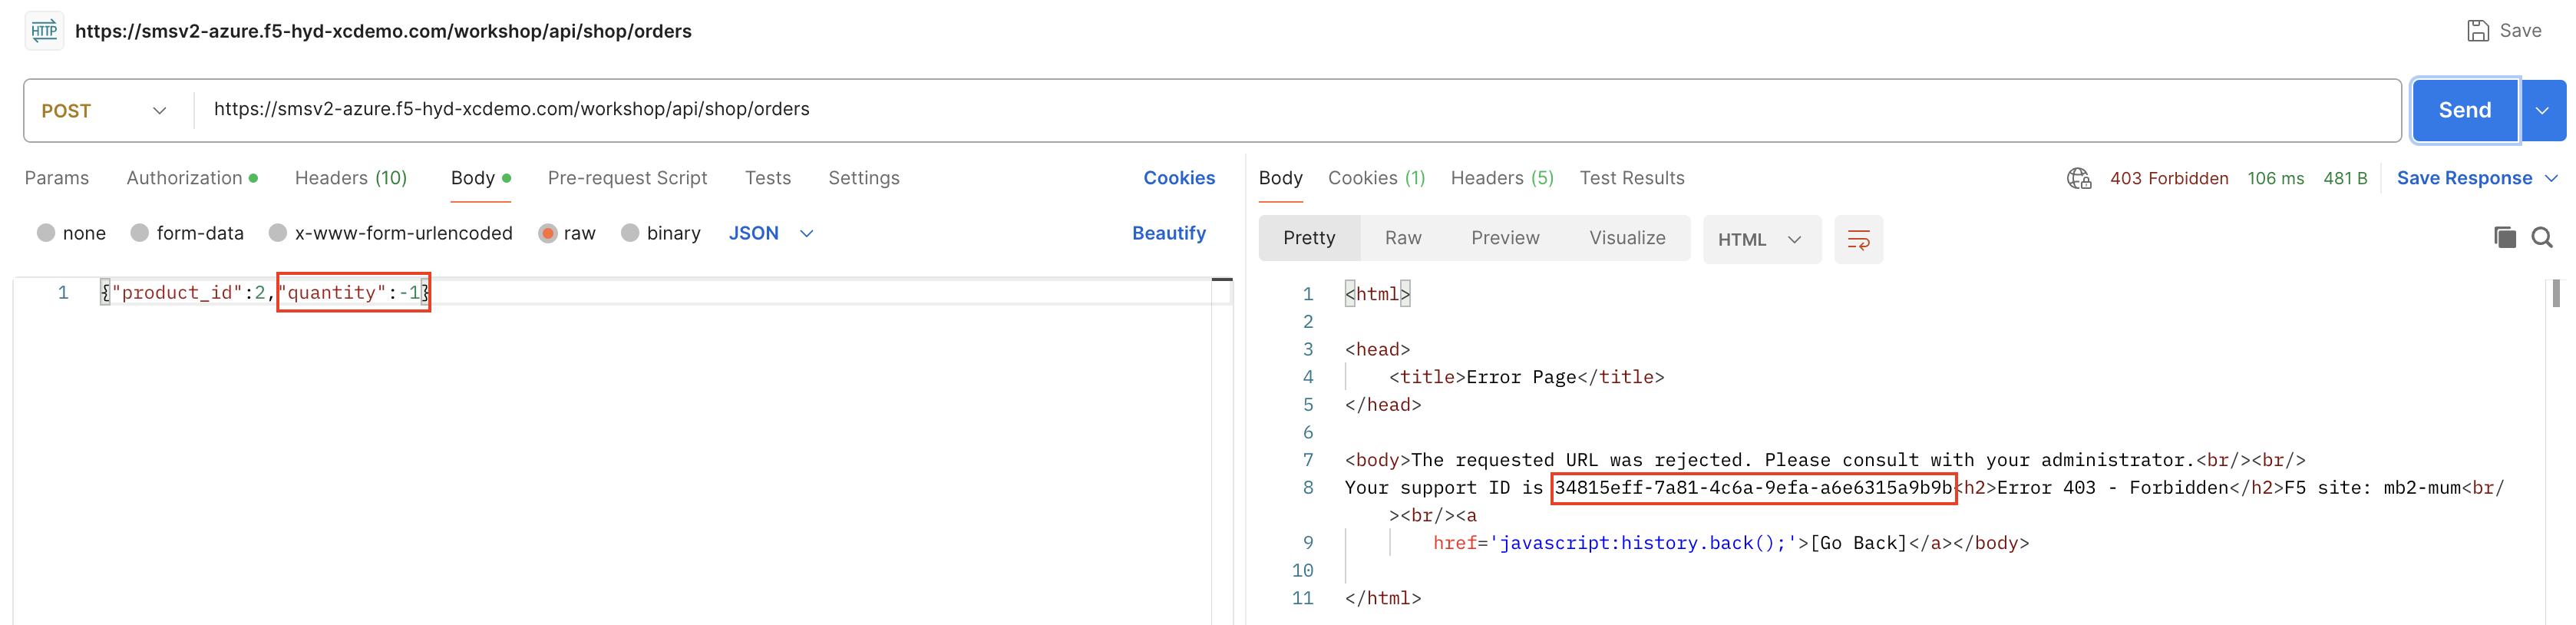 HTTP https://smsv2-azure.f5-hyd-xcdemo.com/workshop/api/shop/orders Save
POST https://smsv2-azure.f5-hyd-xcdemo.com/workshop/api/shop/orders Send
Params Authorization Headers (10) Body Pre-request Script Tests Settings Cookies
none form-data x-www-form-urlencoded raw binary JSON Beautify
1 {"product_id":2,"quantity":-1}
Body Cookies (1) Headers (5) Test Results 403 Forbidden 106 ms 481 B Save Response
Pretty Raw Preview Visualize HTML
1 <html>
2
3 <head>
4 <title>Error Page</title>
5 </head>
6
7 <body>The requested URL was rejected. Please consult with your administrator.<br/><br/>
8 Your support ID is 34815eff-7a81-4c6a-9efa-a6e6315a9b9b<h2>Error 403 - Forbidden</h2>F5 site: mb2-mum<br/
><br/><a
9 href='javascript:history.back();'>[Go Back]</a></body>
10
11 </html>